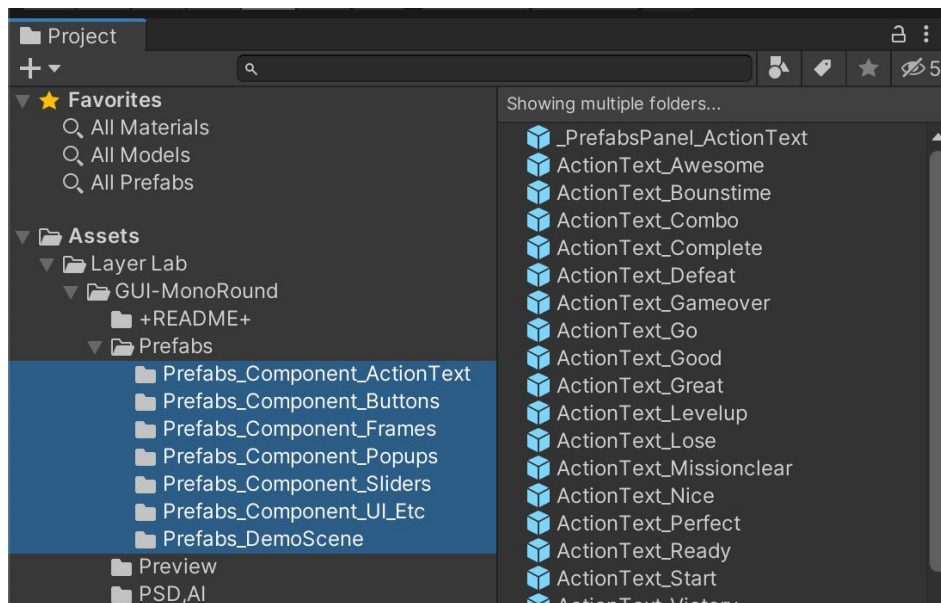 Project
5
Favorites
All Materials
All Models
All Prefabs
Assets
Layer Lab
GUI-MonoRound
+README+
Prefabs
Prefabs_Component_ActionText
Prefabs_Component_Buttons
Prefabs_Component_Frames
Prefabs_Component_Popups
Prefabs_Component_Sliders
Prefabs_Component_UI_Etc
Prefabs_DemoScene
Preview
PSD,AI
Showing multiple folders...
_PrefabsPanel_ActionText
ActionText_Awesome
ActionText_Bounstime
ActionText_Combo
ActionText_Complete
ActionText_Defeat
ActionText_Gameover
ActionText_Go
ActionText_Good
ActionText_Great
ActionText_Levelup
ActionText_Lose
ActionText_Missionclear
ActionText_Nice
ActionText_Perfect
ActionText_Ready
ActionText_Start
ActionText_Victory